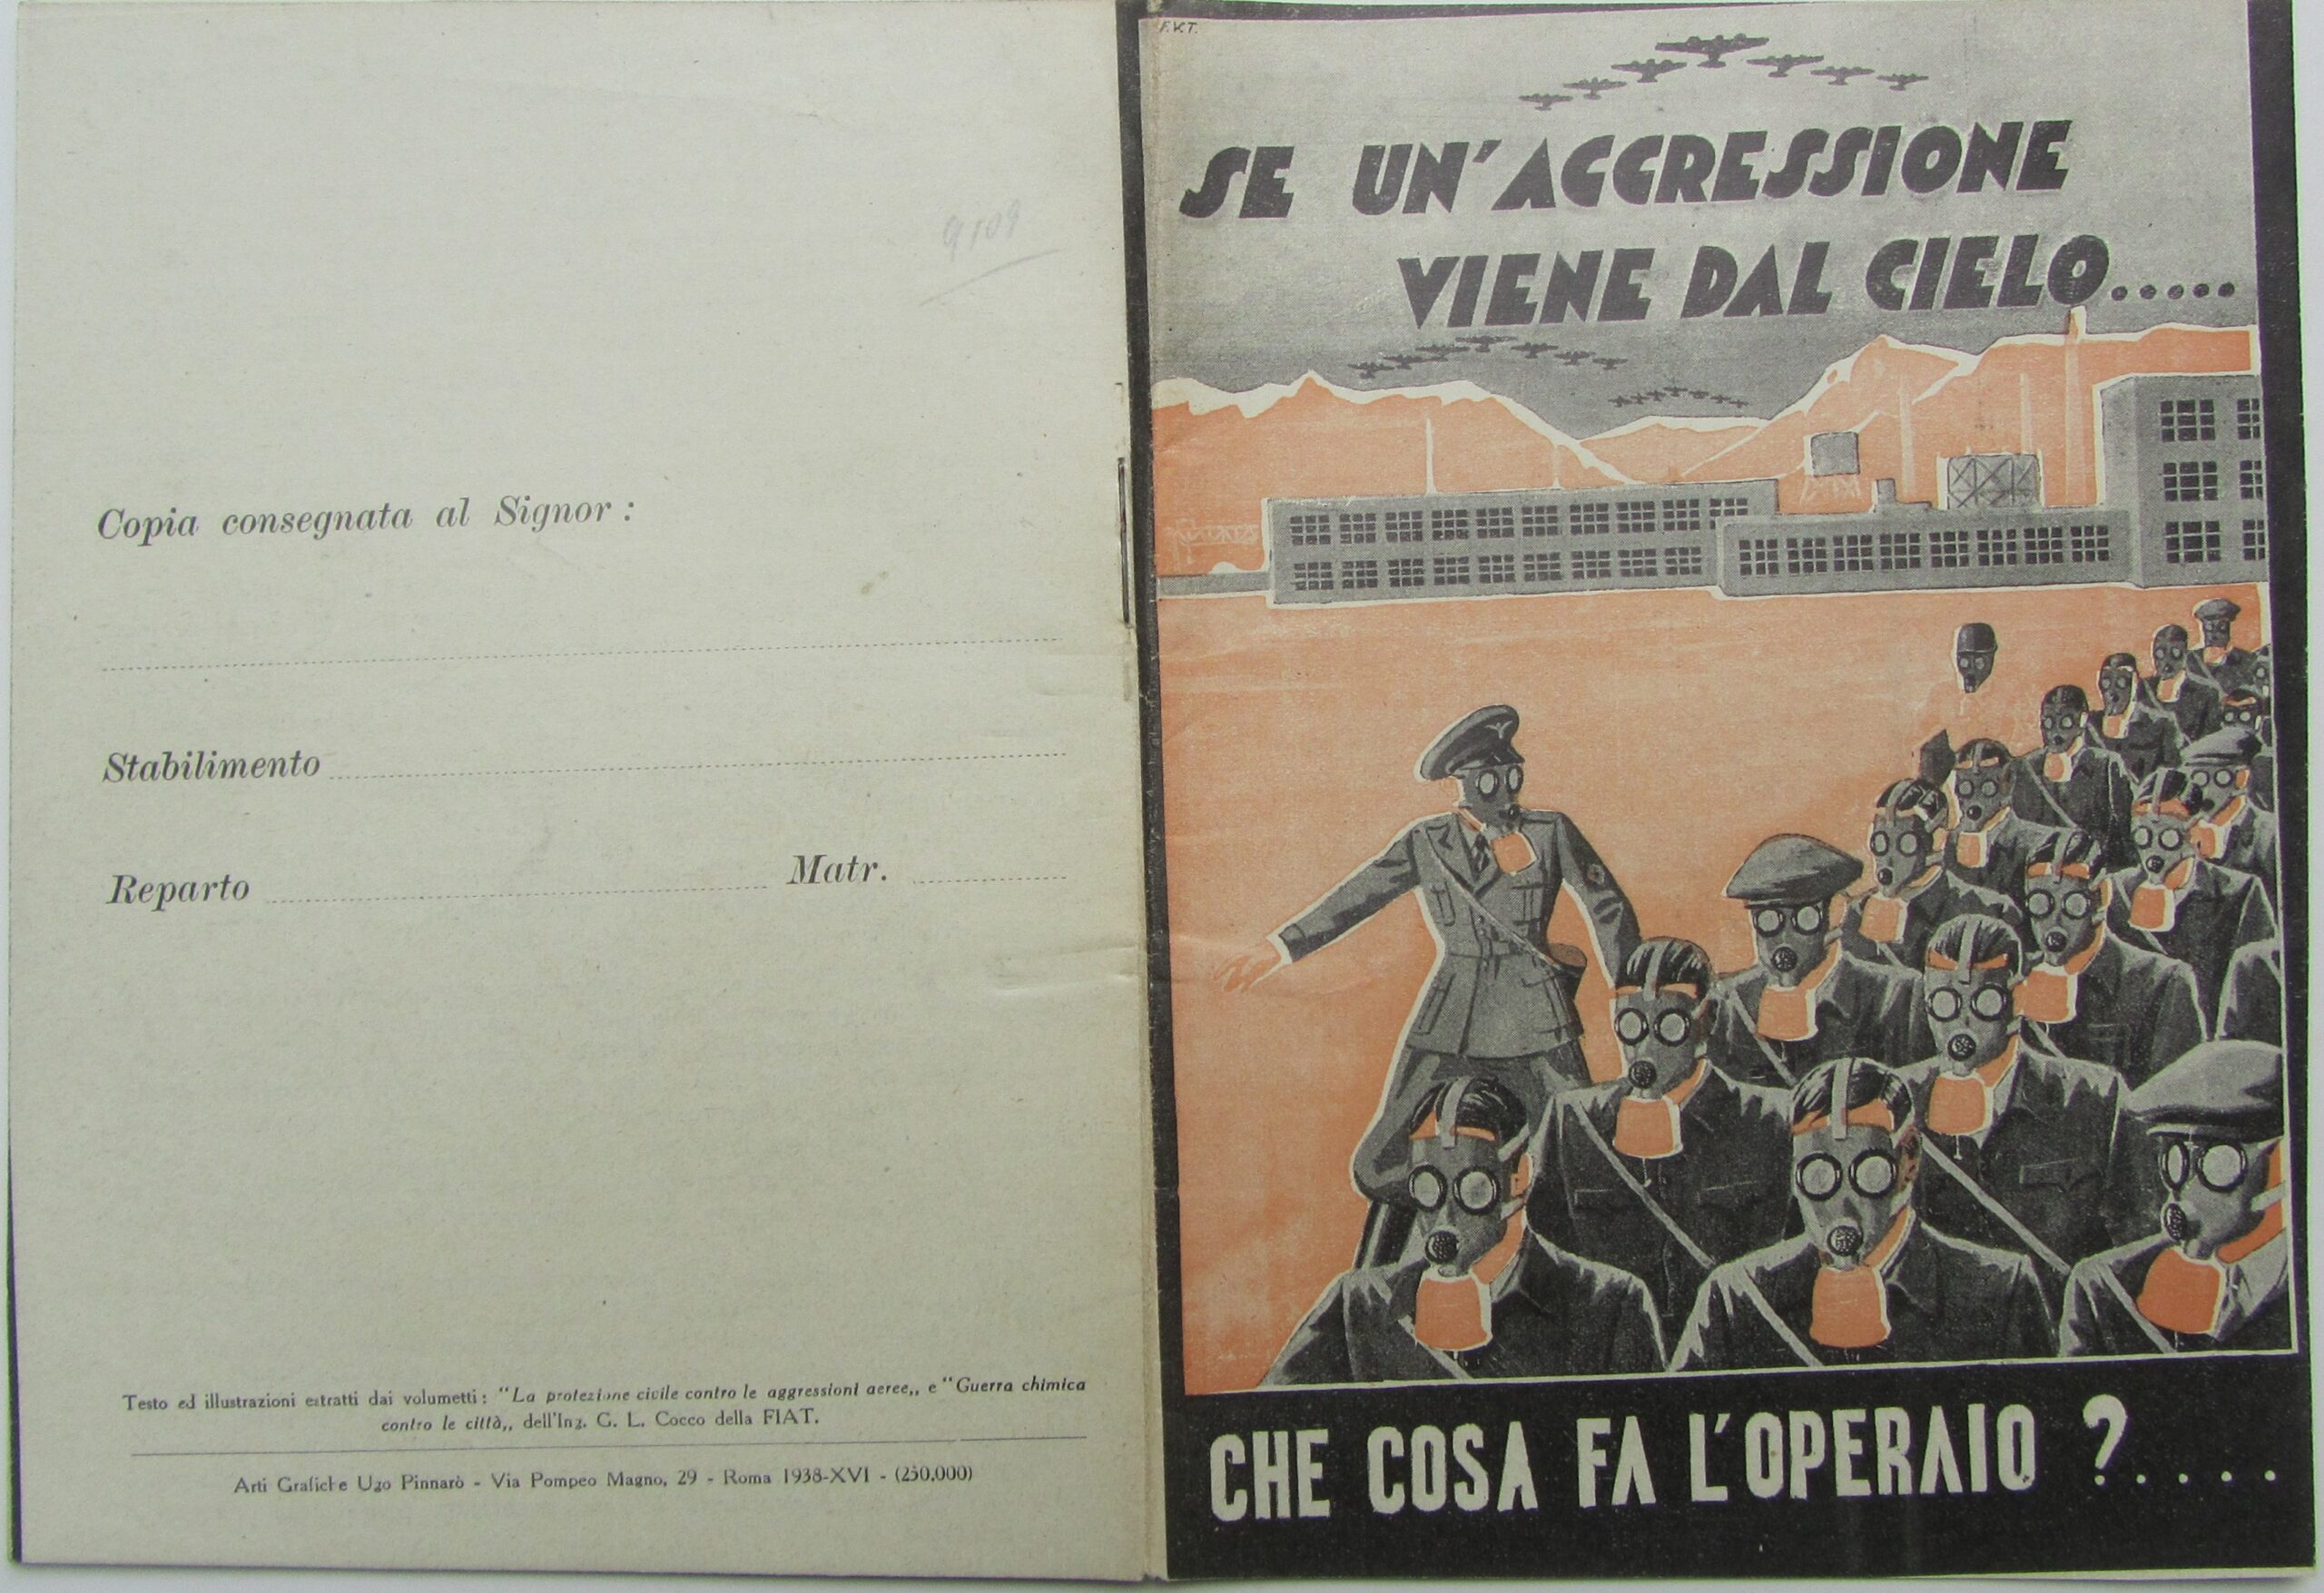 9109
Copia consegnata al Signor :
Stabilimento
Reparto Matr.
Testo ed illustrazioni estratti dai volumetti : "La protezione civile contro le aggressioni aeree,, e "Guerra chimica
contro le città,, dell'Ing. G. L. Cocco della FIAT.
Arti Grafiche Ugo Pinnarò - Via Pompeo Magno, 29 - Roma 1938-XVI - (250.000)
F.V.T.
SE UN'AGGRESSIONE
VIENE DAL CIELO.....
CHE COSA FA L'OPERAIO ?....